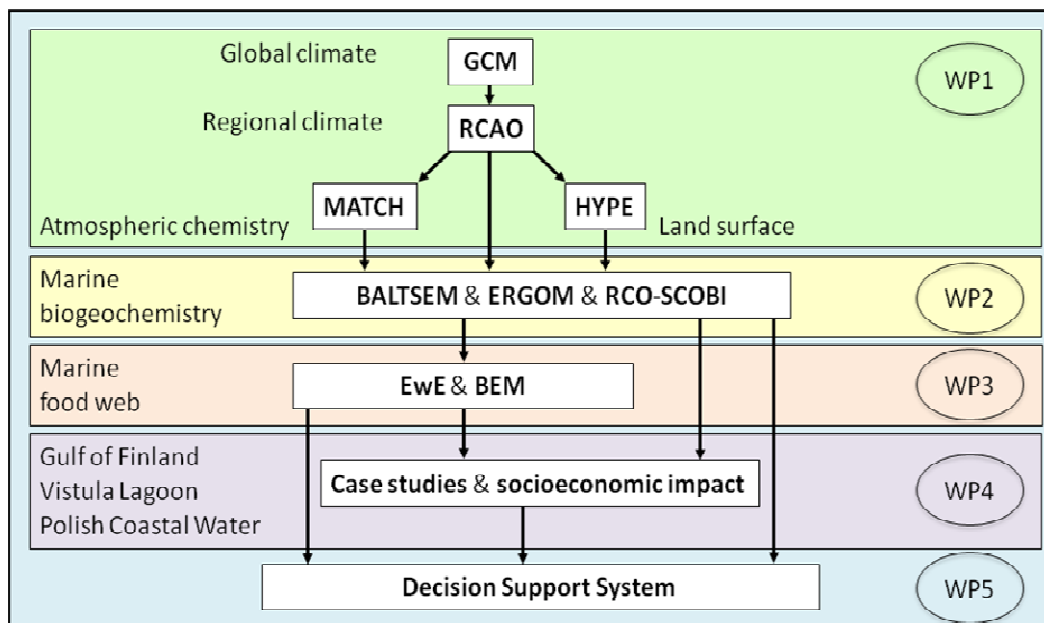 Global climate
GCM
WP1
Regional climate
RCAO
MATCH
HYPE
Atmospheric chemistry
Land surface
Marine
biogeochemistry
BALTSEM & ERGOM & RCO-SCOBI
WP2
Marine
food web
EwE & BEM
WP3
Gulf of Finland
Vistula Lagoon
Polish Coastal Water
Case studies & socioeconomic impact
WP4
Decision Support System
WP5